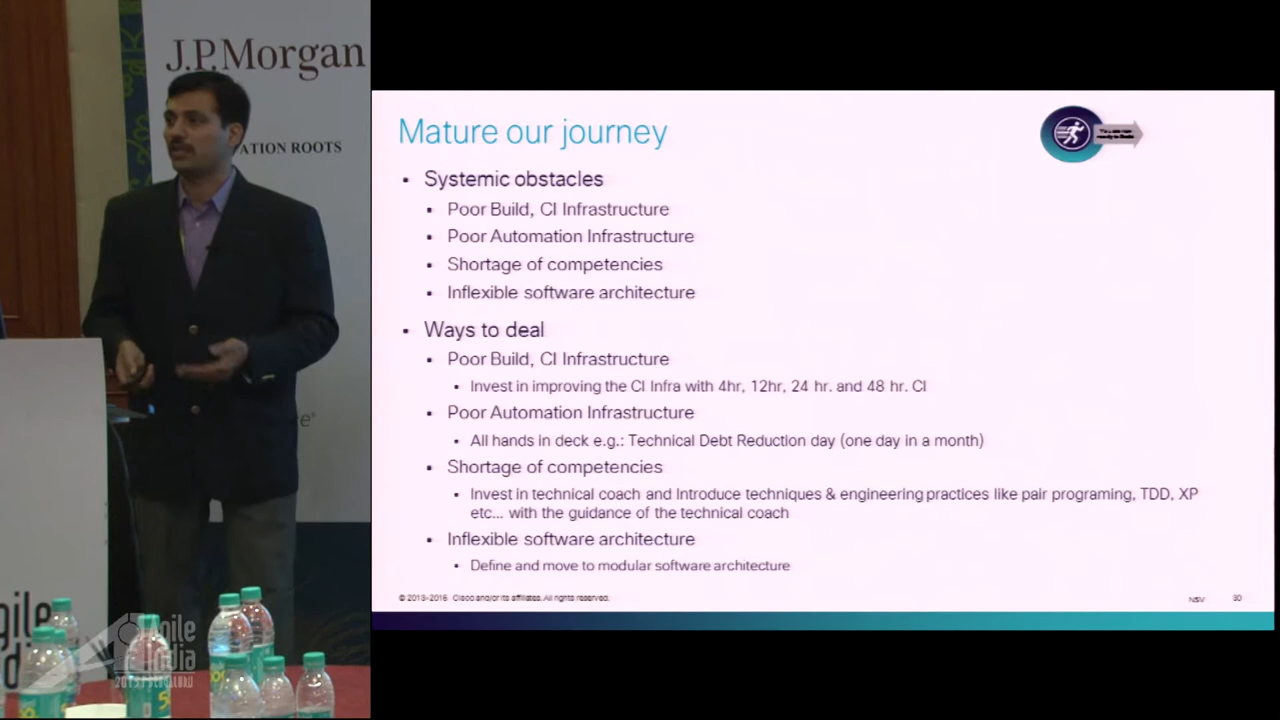 J.P.Morgan
ATION ROOTS
Mature our journey
• Systemic obstacles
• Poor Build, CI Infrastructure
• Poor Automation Infrastructure
• Shortage of competencies
• Inflexible software architecture
• Ways to deal
• Poor Build, CI Infrastructure
• Invest in improving the CI Infra with 4hr, 12hr, 24 hr. and 48 hr. CI
• Poor Automation Infrastructure
• All hands in deck e.g.: Technical Debt Reduction day (one day in a month)
• Shortage of competencies
• Invest in technical coach and Introduce techniques & engineering practices like pair programing, TDD, XP
etc... with the guidance of the technical coach
• Inflexible software architecture
• Define and move to modular software architecture
© 2013-2016 Cisco and/or its affiliates. All rights reserved.
NSV
30
gile
Agile
India